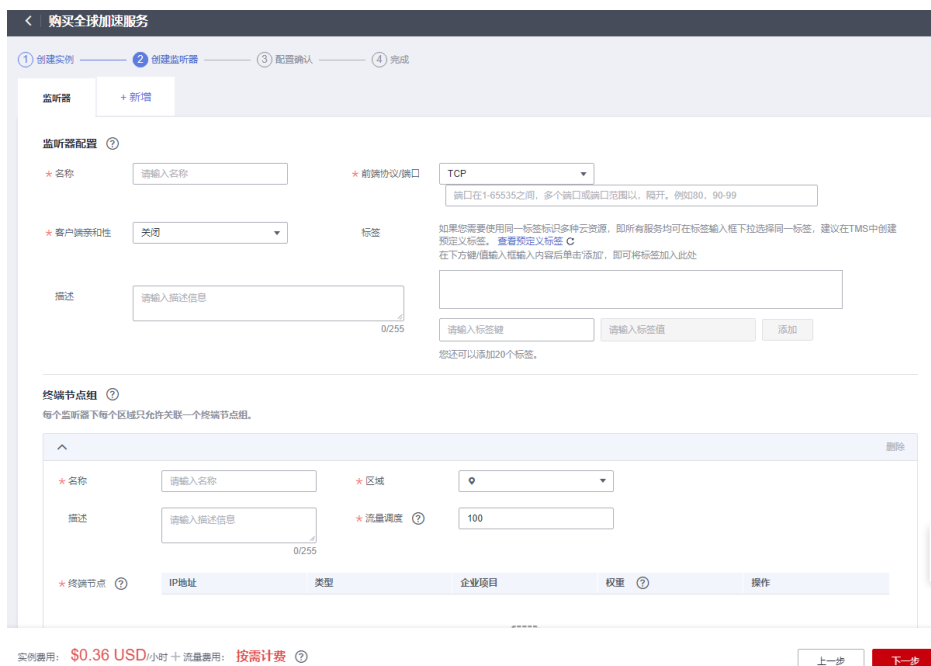 购买全球加速服务
1 创建实例 2 创建监听器 3 配置确认 4 完成
监听器 + 新增
监听器配置 ?
* 名称 请输入名称 * 前端协议/端口 TCP
端口在1-65535之间，多个端口或端口范围以，隔开。例如80，90-99
* 客户端亲和性 关闭 标签 如果您需要使用同一标签标识多种云资源，即所有服务均可在标签输入框下拉选择同一标签，建议在TMS中创建
预定义标签。 查看预定义标签
在下方键/值输入框输入内容后单击'添加'，即可将标签加入此处
描述 请输入描述信息
0/255
请输入标签键 请输入标签值 添加
您还可以添加20个标签。
终端节点组 ?
每个监听器下每个区域只允许关联一个终端节点组。
删除
* 名称 请输入名称 * 区域
描述 请输入描述信息 * 流量调度 ? 100
0/255
* 终端节点 ? IP地址 类型 企业项目 权重 ? 操作
实例费用： $0.36 USD/小时 + 流量费用： 按需计费 ?
上一步 下一步